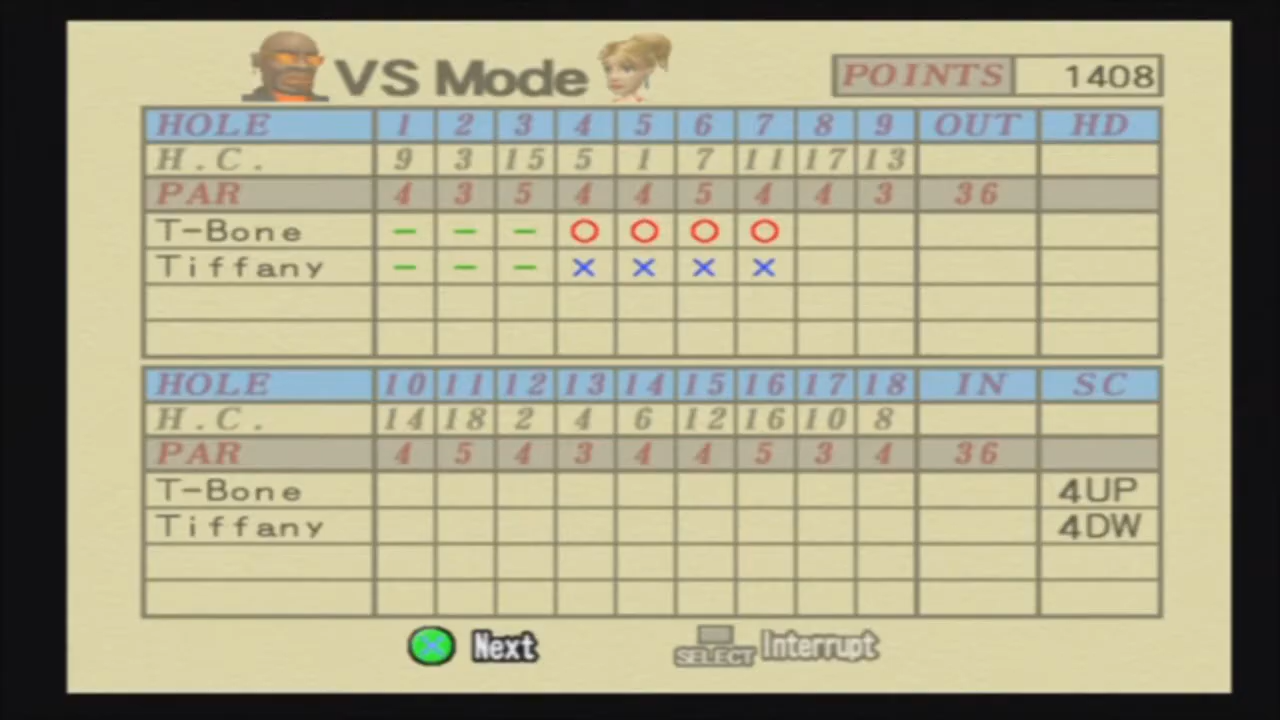 VS Mode POINTS 1408
HOLE 1 2 3 4 5 6 7 8 9 OUT HD
H.C. 9 3 15 5 1 7 11 17 13
PAR 4 3 5 4 4 5 4 4 3 36
T-Bone – – – ○ ○ ○ ○
Tiffany – – – × × × ×
HOLE 10 11 12 13 14 15 16 17 18 IN SC
H.C. 14 18 2 4 6 12 16 10 8
PAR 4 5 4 3 4 4 5 3 4 36
T-Bone 4UP
Tiffany 4DW
Next SELECT Interrupt